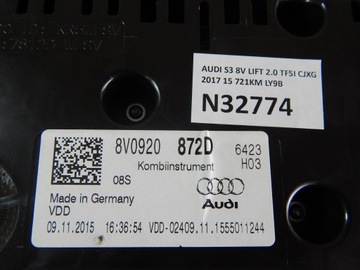 AUDI S3 8V LIFT 2.0 TFSI CJXG
2017 15 721KM LY9B
N32774
8V0920 872D 6423
Kombiinstrument H03
08S
Made in Germany
VDD
Audi
09.11.2015 16:36:54 VDD-02409.11.1555011244